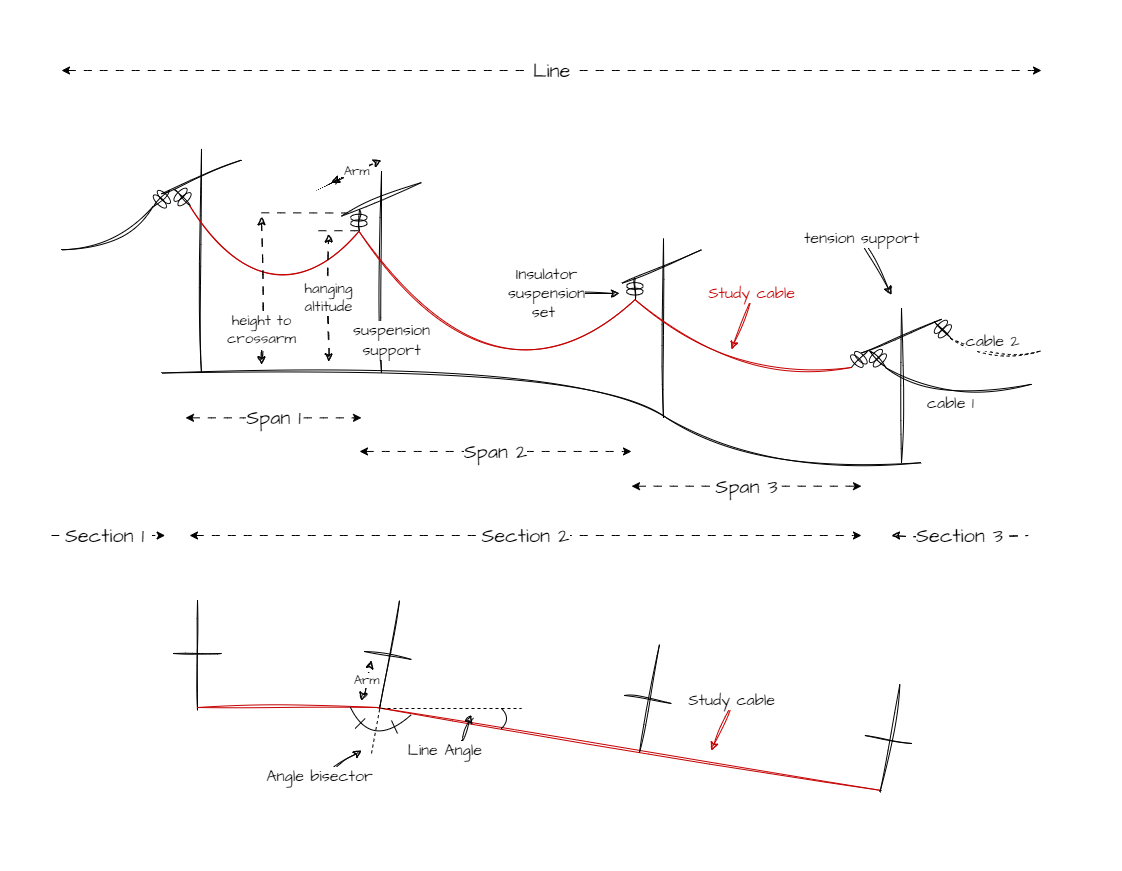 Line
Arm
tension support
Insulator
suspension
set
Study cable
hanging
altitude
height to
crossarm
suspension
support
cable 2
cable 1
Span 1
Span 2
Span 3
Section 1
Section 2
Section 3
Arm
Study cable
Line Angle
Angle bisector